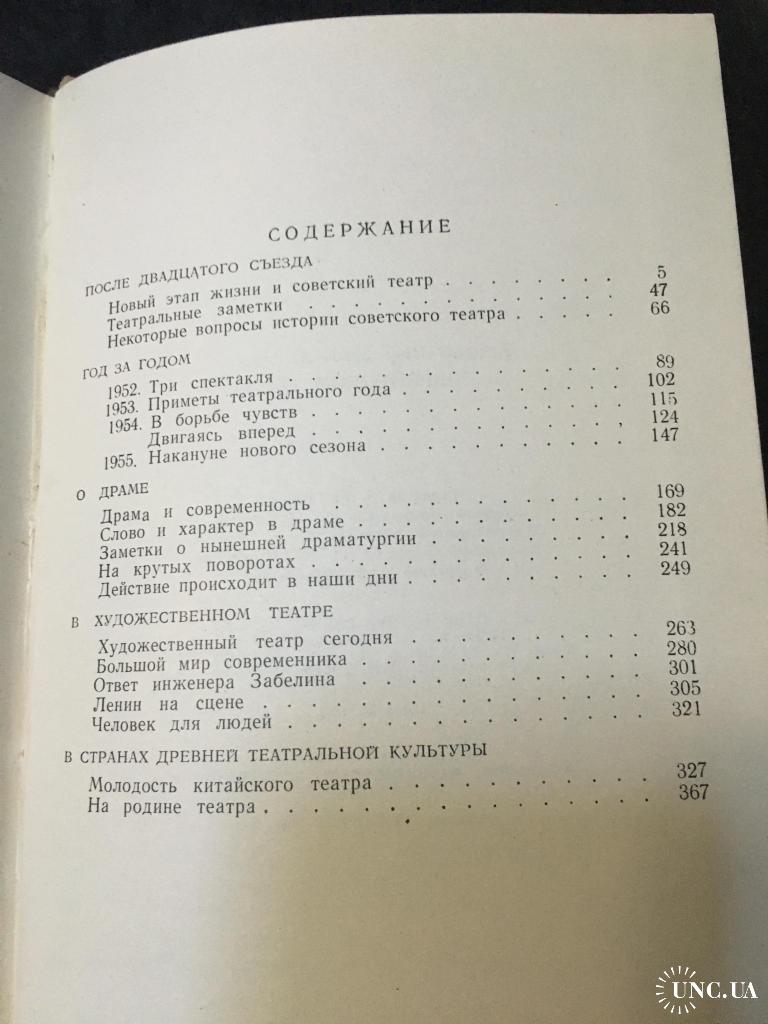 СОДЕРЖАНИЕ
ПОСЛЕ ДВАДЦАТОГО СЪЕЗДА
Новый этап жизни и советский театр . . . . . . . . 5
Театральные заметки . . . . . . . . . . . . . 47
Некоторые вопросы истории советского театра . . . . . 66
ГОД ЗА ГОДОМ
1952. Три спектакля . . . . . . . . . . . . . 89
1953. Приметы театрального года . . . . . . . . . 102
1954. В борьбе чувств . . . . . . . . . . . . 115
Двигаясь вперед . . . . . . . . . . . . 124
1955. Накануне нового сезона . . . . . . . . . . 147
О ДРАМЕ
Драма и современность . . . . . . . . . . . . 169
Слово и характер в драме . . . . . . . . . . . 182
Заметки о нынешней драматургии . . . . . . . . . 218
На крутых поворотах . . . . . . . . . . . . . 241
Действие происходит в наши дни . . . . . . . . . 249
В ХУДОЖЕСТВЕННОМ ТЕАТРЕ
Художественный театр сегодня . . . . . . . . . . 263
Большой мир современника . . . . . . . . . . . 280
Ответ инженера Забелина . . . . . . . . . . . 301
Ленин на сцене . . . . . . . . . . . . . . 305
Человек для людей . . . . . . . . . . . . . 321
В СТРАНАХ ДРЕВНЕЙ ТЕАТРАЛЬНОЙ КУЛЬТУРЫ
Молодость китайского театра . . . . . . . . . . 327
На родине театра . . . . . . . . . . . . . . 367
UNC.UA